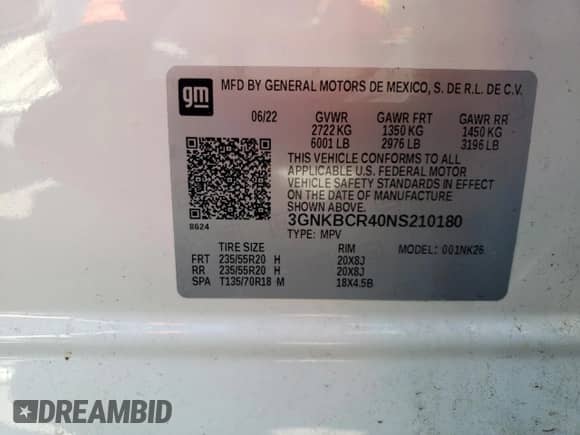 gm MFD BY GENERAL MOTORS DE MEXICO, S. DE R.L. DE C.V.
06/22 GVWR GAWR FRT GAWR RR
2722 KG 1350 KG 1450 KG
6001 LB 2976 LB 3196 LB
THIS VEHICLE CONFORMS TO ALL
APPLICABLE U.S. FEDERAL MOTOR
VEHICLE SAFETY STANDARDS IN EFFECT
ON THE DATE OF MANUFACTURE
SHOWN ABOVE.
3GNKBCR40NS210180
8624 TYPE: MPV
TIRE SIZE RIM MODEL: 001NK26
FRT 235/55R20 H 20X8J
RR 235/55R20 H 20X8J
SPA T135/70R18 M 18X4.5B
DREAMBID